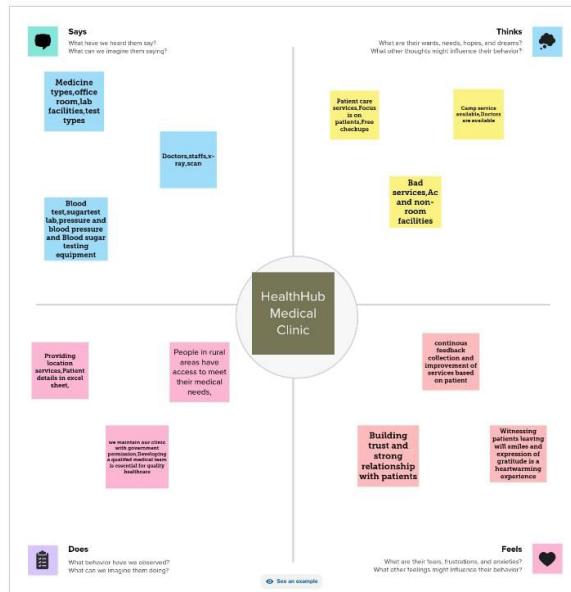 Says
What have we heard them say?
What can we imagine them saying?
Medicine
types,office
room,lab
facilities,test
types
Doctors,staffs,x-
ray,scan
Blood
test,sugartest
lab,pressure and
blood pressure
and Blood sugar
testing
equipment
Thinks
What are their wants, needs, hopes, and dreams?
What other thoughts might influence their behavior?
Patient care
services,Focus
is on
patients,Free
checkups
Camp service
available,Doctors
are available
Bad
services,Ac
and non-
room
facilities
HealthHub
Medical
Clinic
Providing
location
services,Patient
details in excel
sheet,
People in rural
areas have
access to meet
their medical
needs,
we maintain our clinic
with government
permission,Developing
a qualifed medical team
is essential for quality
healthcare
continous
feedback
collection and
improvement of
services based
on patient
Building
trust and
strong
relationship
with patients
Witnessing
patients leaving
will smiles and
expression of
gratitude is a
heartwarming
experience
Does
What behavior have we observed?
What can we imagine them doing?
See an example
Feels
What are their fears, frustrations, and anxieties?
What other feelings might influence their behavior?